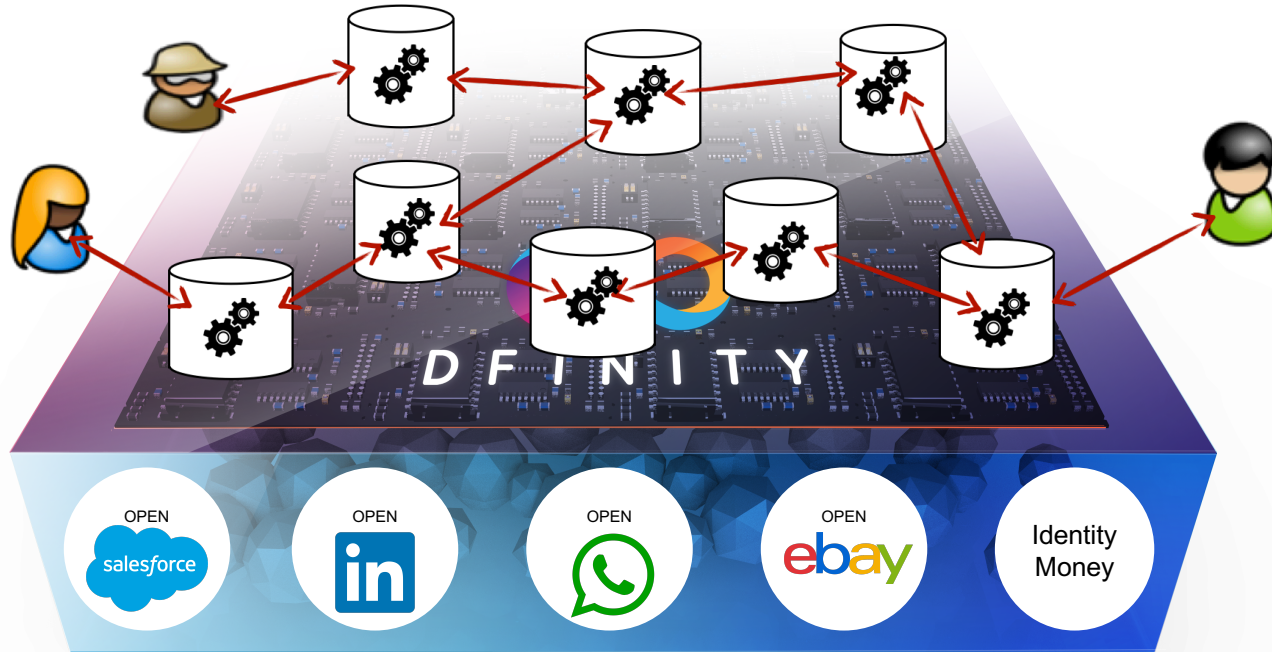 DFINITY
OPEN
salesforce
OPEN
in
OPEN
OPEN
ebay
Identity
Money